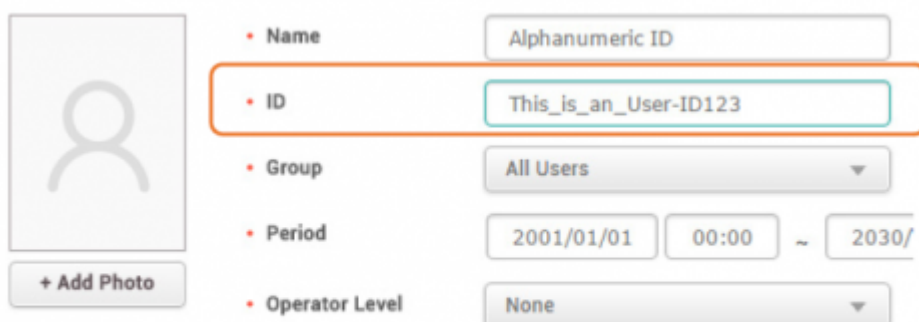 Name Alphanumeric ID
ID This_is_an_User-ID123
Group All Users
Period 2001/01/01 00:00 ~ 2030/
+ Add Photo
Operator Level None